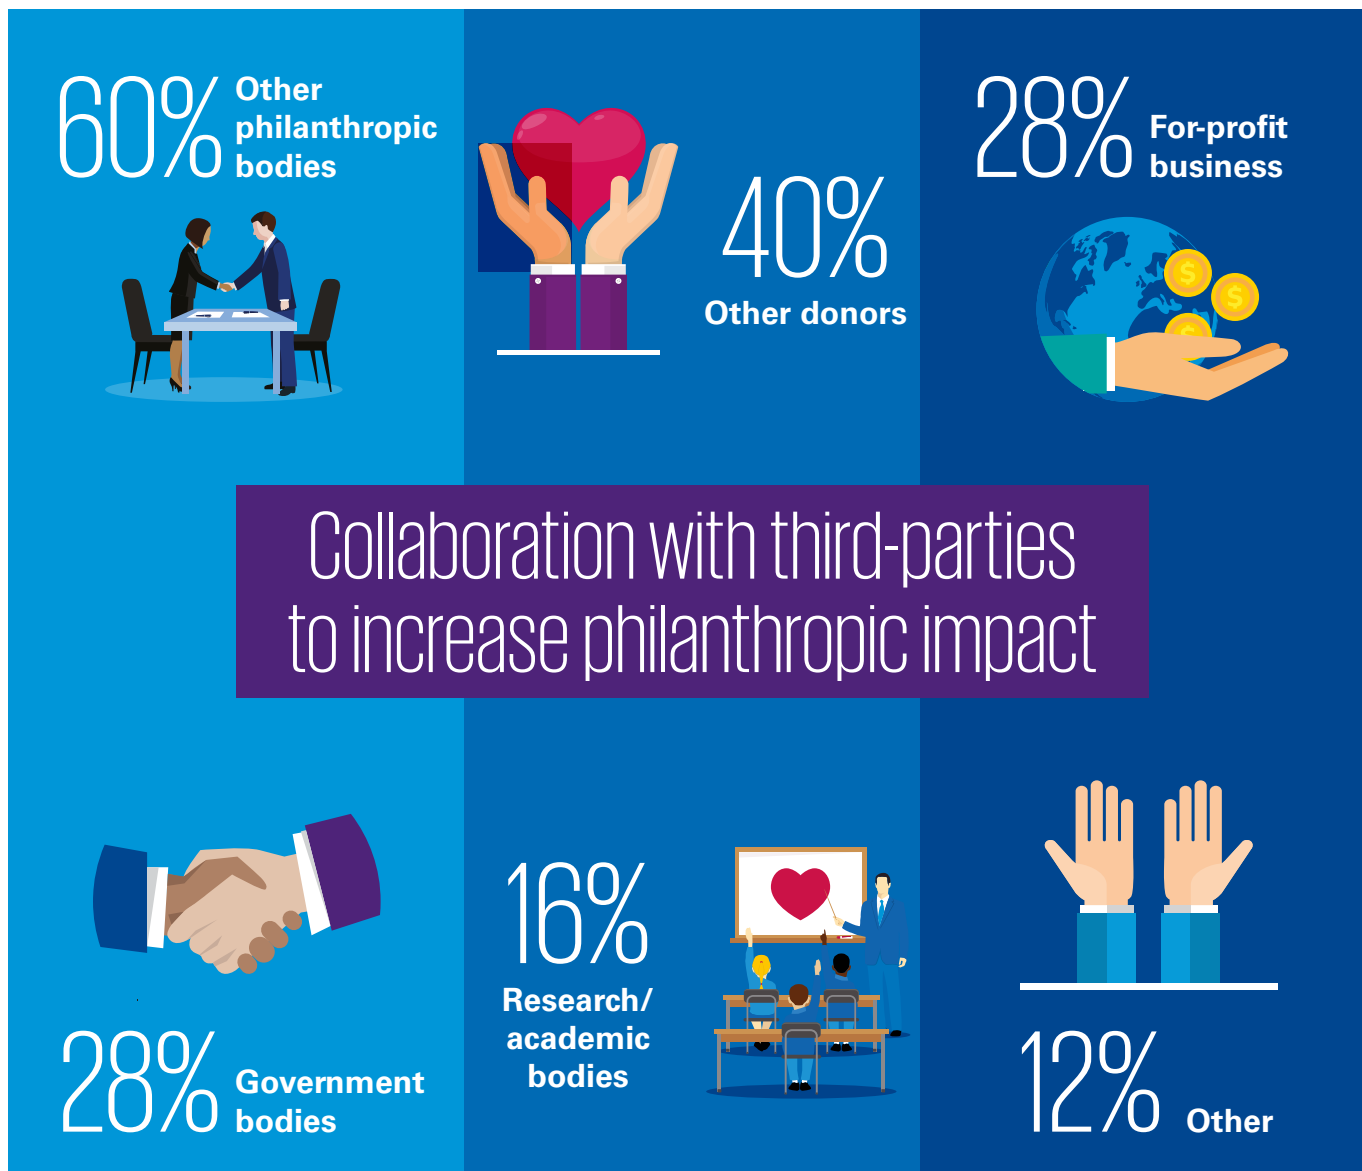 60%
Other
philanthropic
bodies
40%
Other donors
28%
For-profit
business
Collaboration with third-parties
to increase philanthropic impact
28%
Government
bodies
16%
Research/
academic
bodies
12%
Other